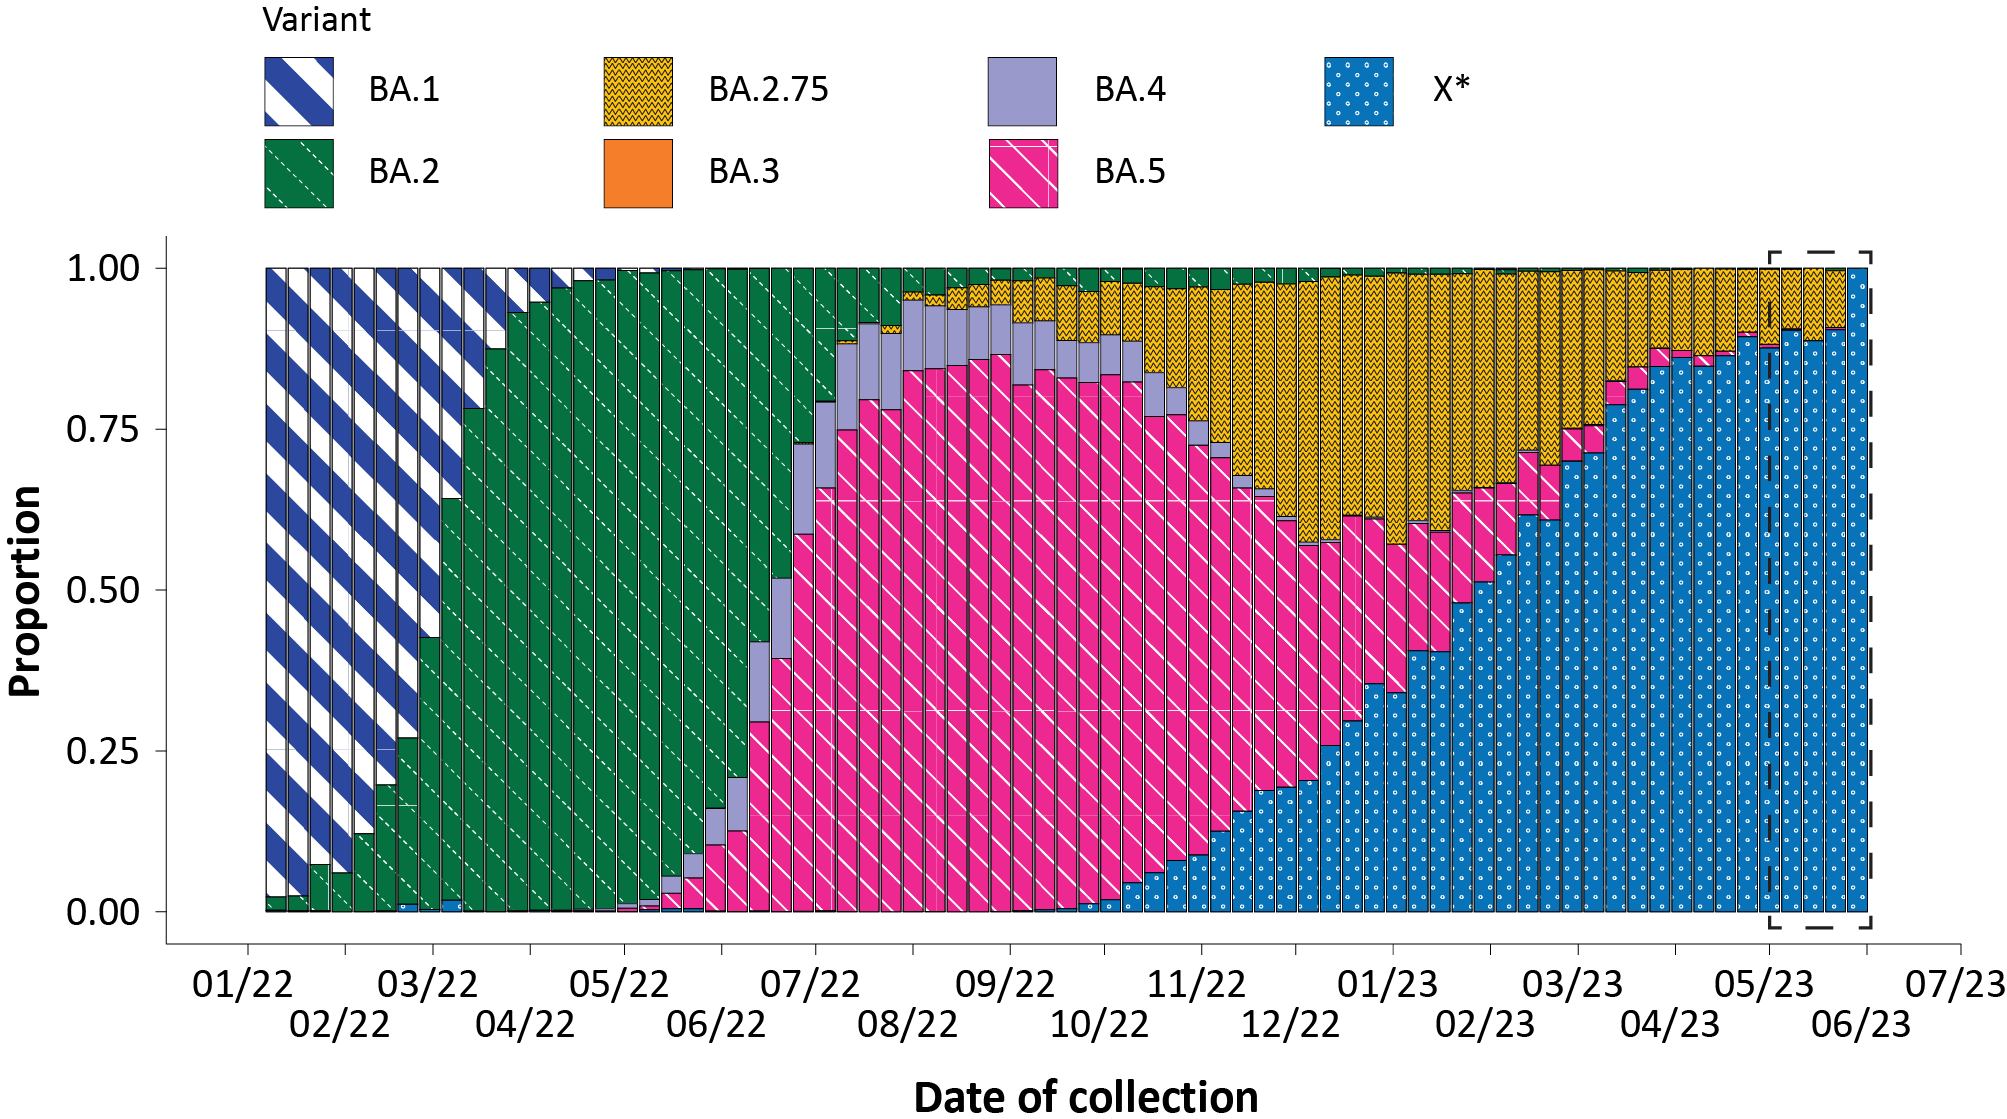 Variant
BA.1 BA.2.75 BA.4 X*
BA.2 BA.3 BA.5
1.00
0.75
0.50
0.25
0.00
Proportion
01/22 03/22 05/22 07/22 09/22 11/22 01/23 03/23 05/23 07/23
02/22 04/22 06/22 08/22 10/22 12/22 02/23 04/23 06/23
Date of collection